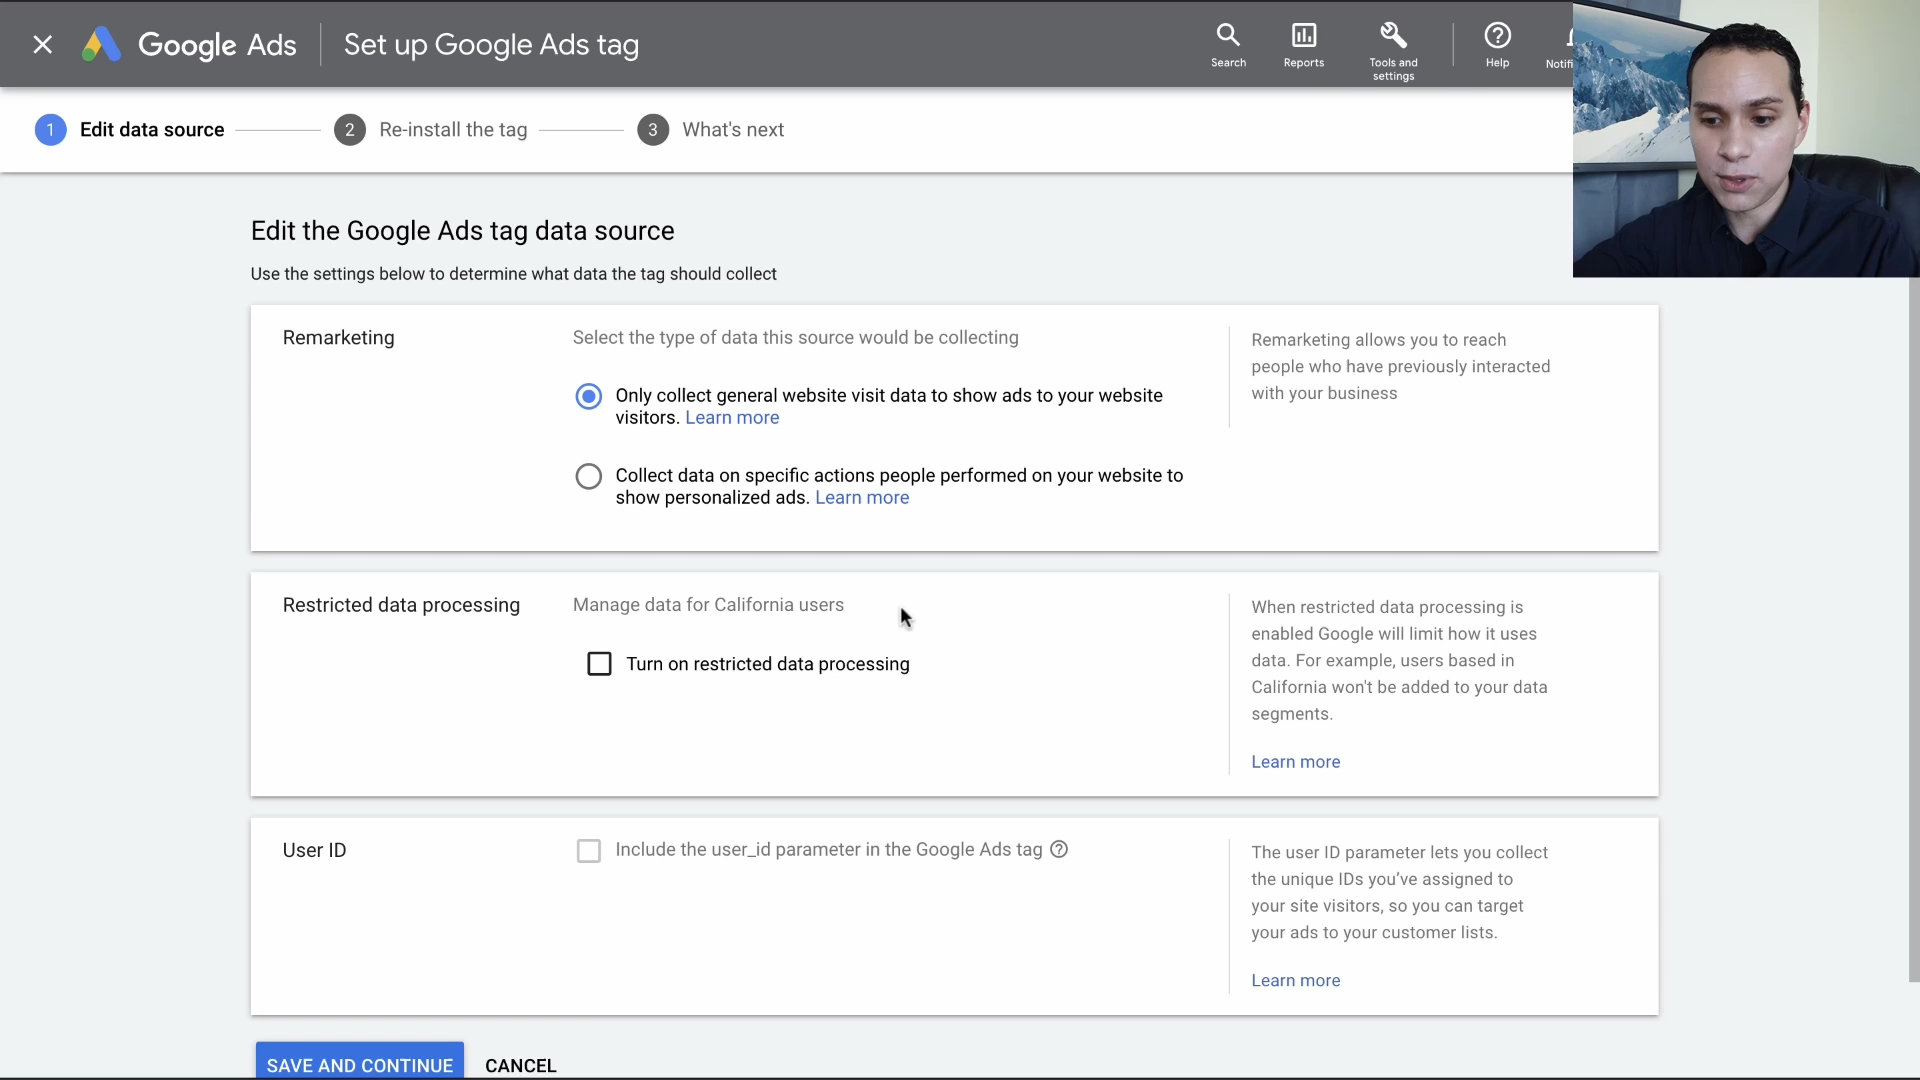 Google Ads
Set up Google Ads tag
Search
Reports
Tools and
settings
Help
1 Edit data source
2 Re-install the tag
3 What's next
Edit the Google Ads tag data source
Use the settings below to determine what data the tag should collect
Remarketing
Select the type of data this source would be collecting
Only collect general website visit data to show ads to your website
visitors. Learn more
Collect data on specific actions people performed on your website to
show personalized ads. Learn more
Remarketing allows you to reach
people who have previously interacted
with your business
Restricted data processing
Manage data for California users
Turn on restricted data processing
When restricted data processing is
enabled Google will limit how it uses
data. For example, users based in
California won't be added to your data
segments.
Learn more
User ID
Include the user_id parameter in the Google Ads tag
The user ID parameter lets you collect
the unique IDs you've assigned to
your site visitors, so you can target
your ads to your customer lists.
Learn more
SAVE AND CONTINUE
CANCEL